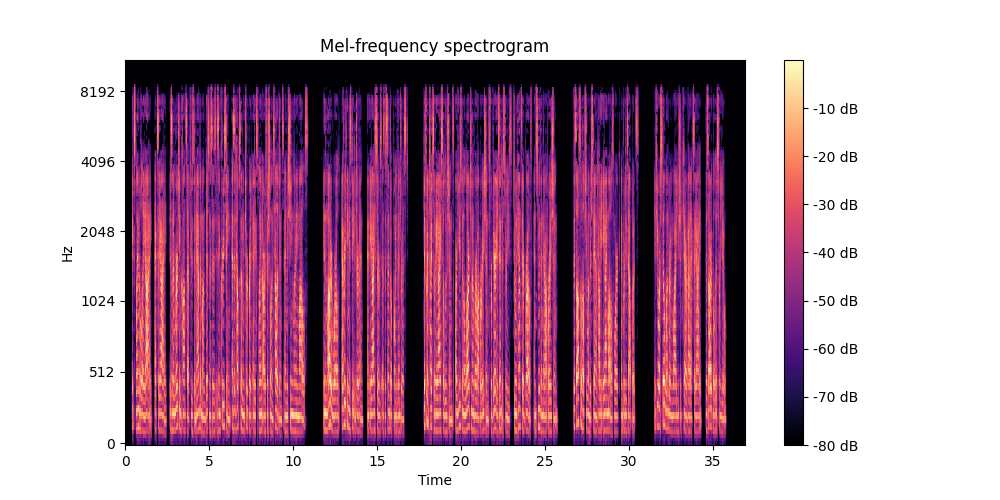 Mel-frequency spectrogram
8192
4096
2048
1024
512
0
Hz
0 5 10 15 20 25 30 35
Time
-10 dB
-20 dB
-30 dB
-40 dB
-50 dB
-60 dB
-70 dB
-80 dB